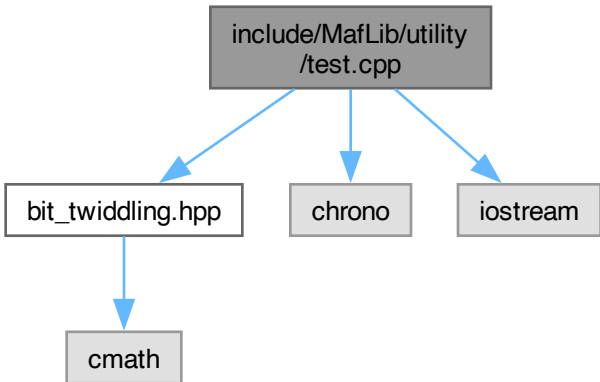 include/MafLib/utility
/test.cpp
bit_twiddling.hpp
chrono
iostream
cmath